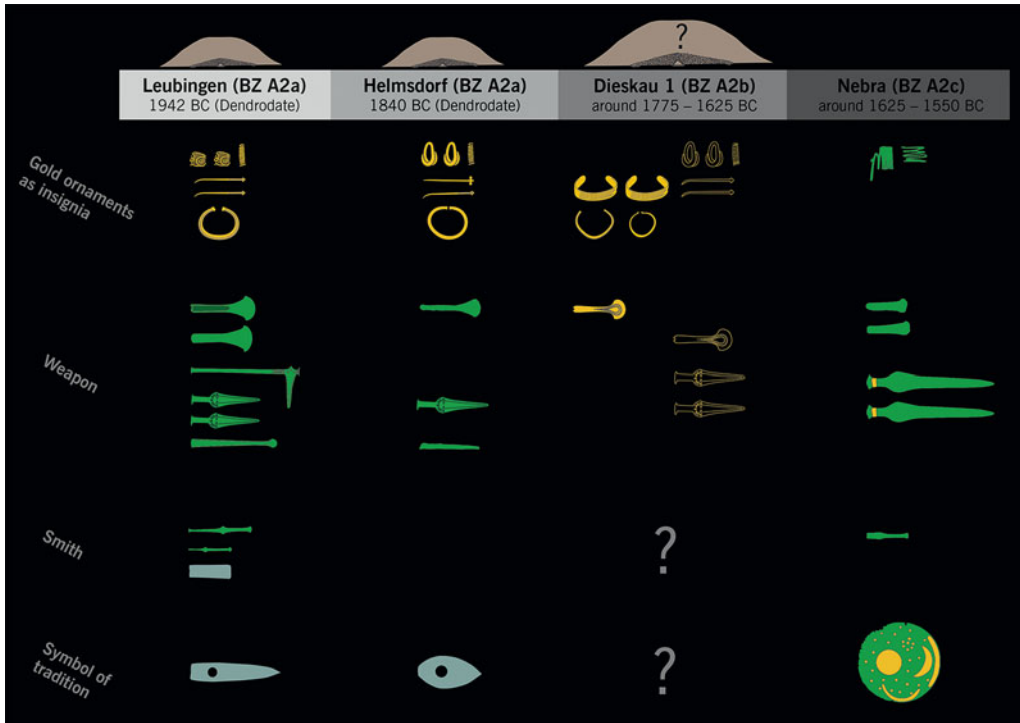 ?
Leubingen (BZ A2a)
1942 BC (Dendrodate)
Helmsdorf (BZ A2a)
1840 BC (Dendrodate)
Dieskau 1 (BZ A2b)
around 1775 – 1625 BC
Nebra (BZ A2c)
around 1625 – 1550 BC
Gold ornaments
as insignia
Weapon
Smith
?
Symbol of
tradition
?